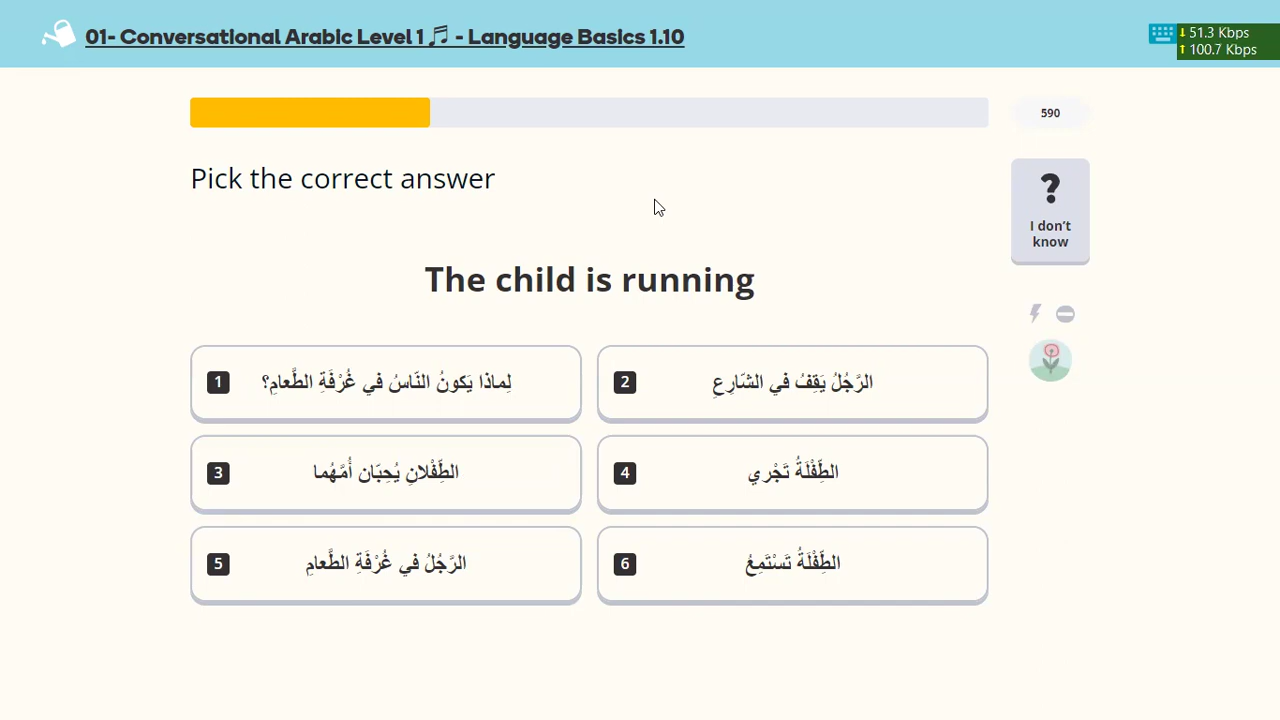 01- Conversational Arabic Level 1 🎵 - Language Basics 1.10
51.3 Kbps
100.7 Kbps
590
Pick the correct answer
?
I don't
know
The child is running
1 لِماذا يَكونُ النّاسُ في غُرْفَةِ الطَّعامِ؟
2 الرَّجُلُ يَقِفُ في الشّارِعِ
3 الطِّفْلانِ يُحِبّانِ أُمَّهُما
4 الطِّفْلَةُ تَجْري
5 الرَّجُلُ في غُرْفَةِ الطَّعامِ
6 الطِّفْلَةُ تَسْتَمِعُ